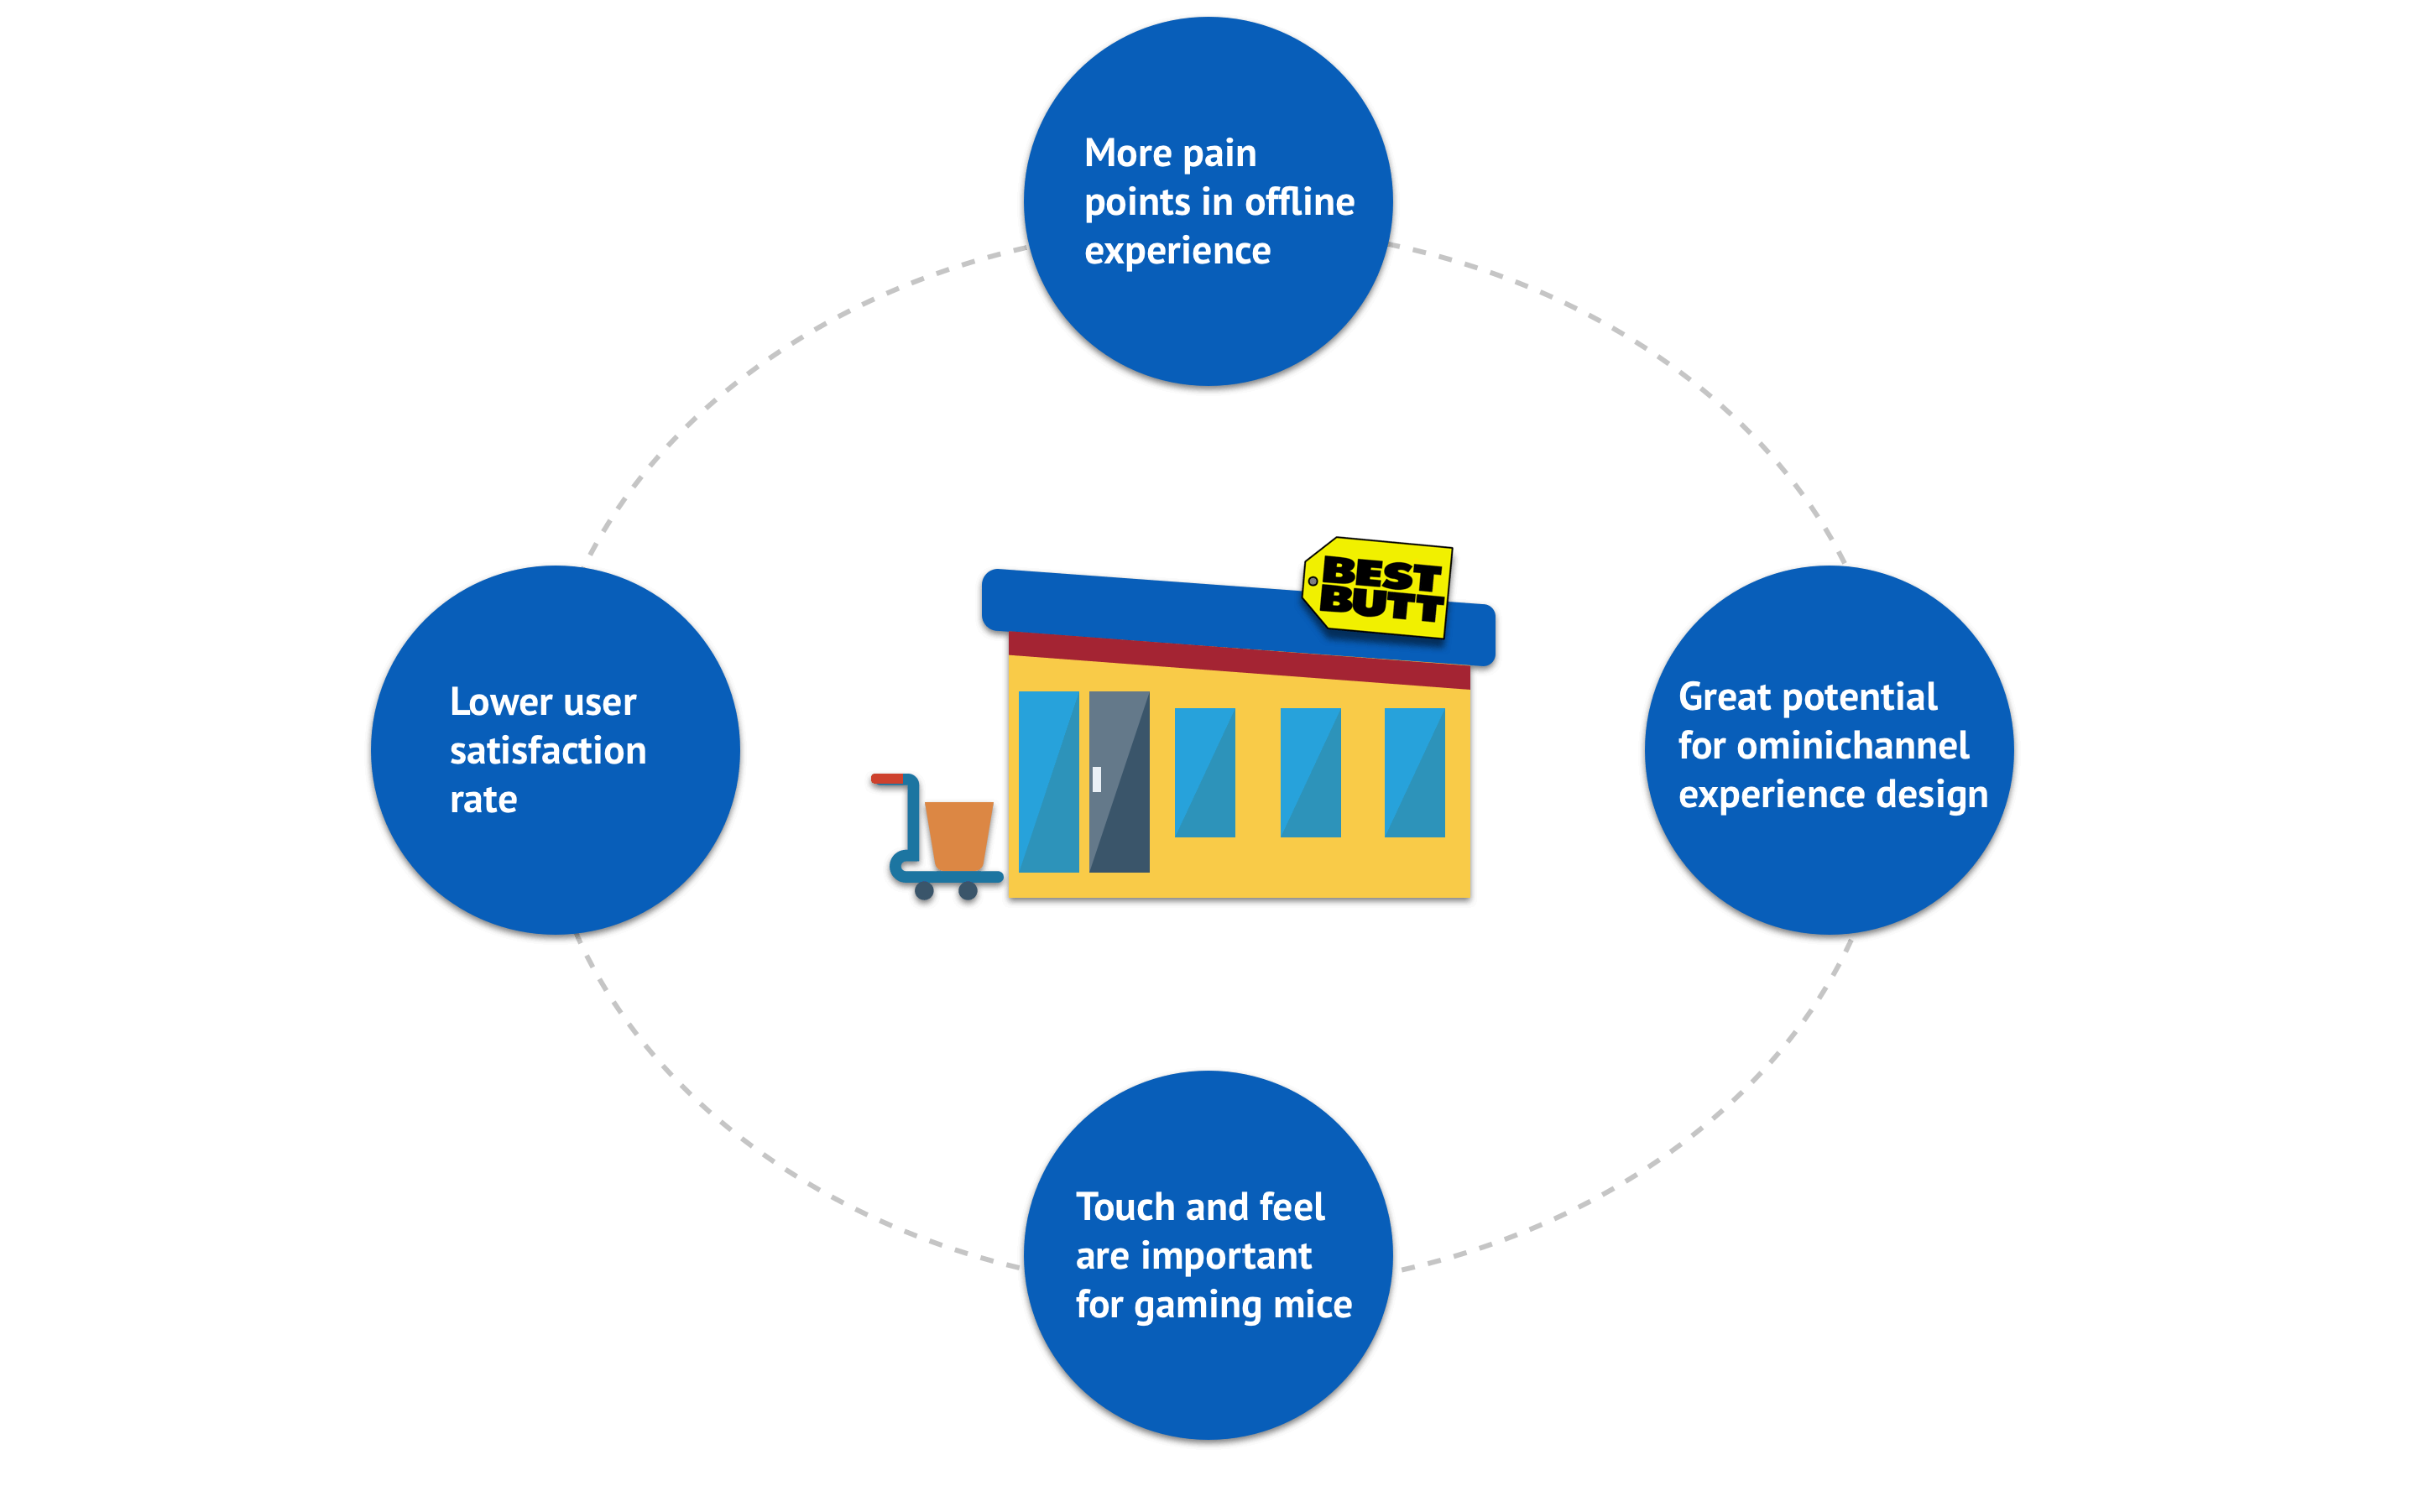 More pain
points in offline
experience
BEST
BUTT
Lower user
satisfaction
rate
Great potential
for ominichannel
experience design
Touch and feel
are important
for gaming mice